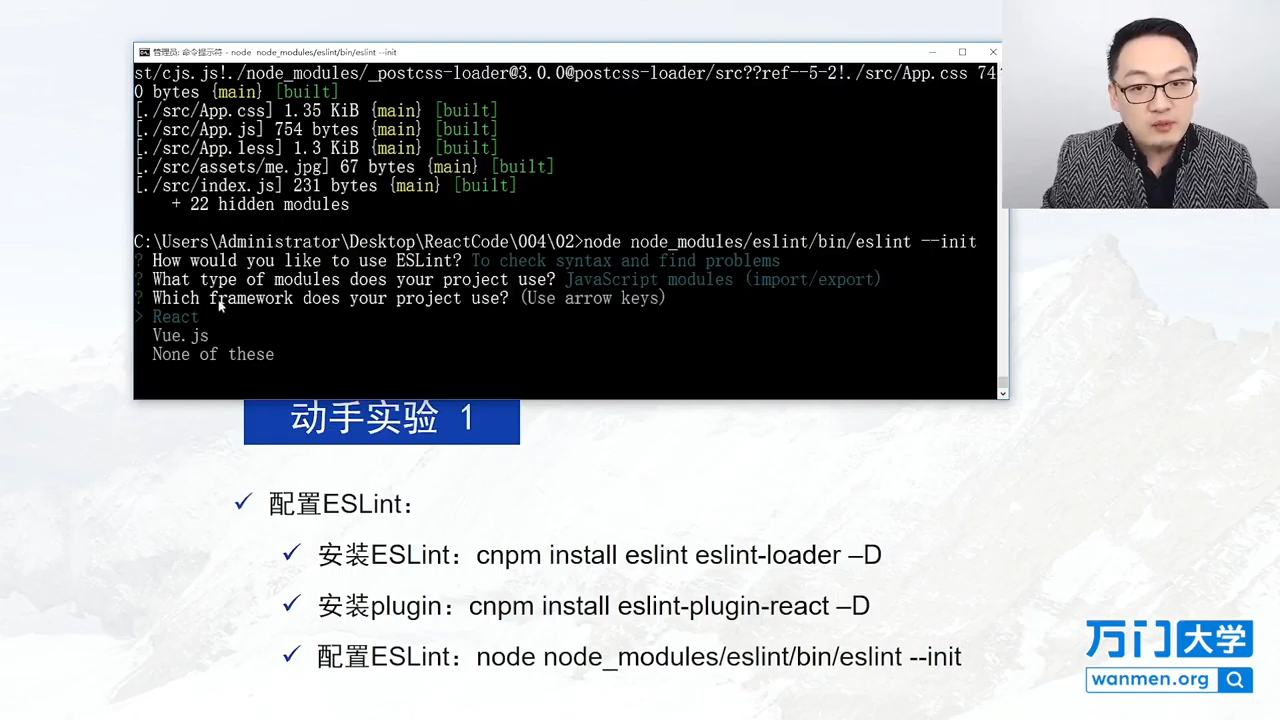 管理员: 命令提示符 - node node_modules/eslint/bin/eslint --init
st/cjs.js!./node_modules/_postcss-loader@3.0.0@postcss-loader/src??ref--5-2!./src/App.css 74
0 bytes {main} [built]
[./src/App.css] 1.35 KiB {main} [built]
[./src/App.js] 754 bytes {main} [built]
[./src/App.less] 1.3 KiB {main} [built]
[./src/assets/me.jpg] 67 bytes {main} [built]
[./src/index.js] 231 bytes {main} [built]
+ 22 hidden modules
C:\Users\Administrator\Desktop\ReactCode\004\02>node node_modules/eslint/bin/eslint --init
? How would you like to use ESLint? To check syntax and find problems
? What type of modules does your project use? JavaScript modules (import/export)
? Which framework does your project use? (Use arrow keys)
> React
Vue.js
None of these
动手实验 1
✓ 配置ESLint：
✓ 安装ESLint：cnpm install eslint eslint-loader –D
✓ 安装plugin：cnpm install eslint-plugin-react –D
✓ 配置ESLint：node node_modules/eslint/bin/eslint --init
万门大学
wanmen.org